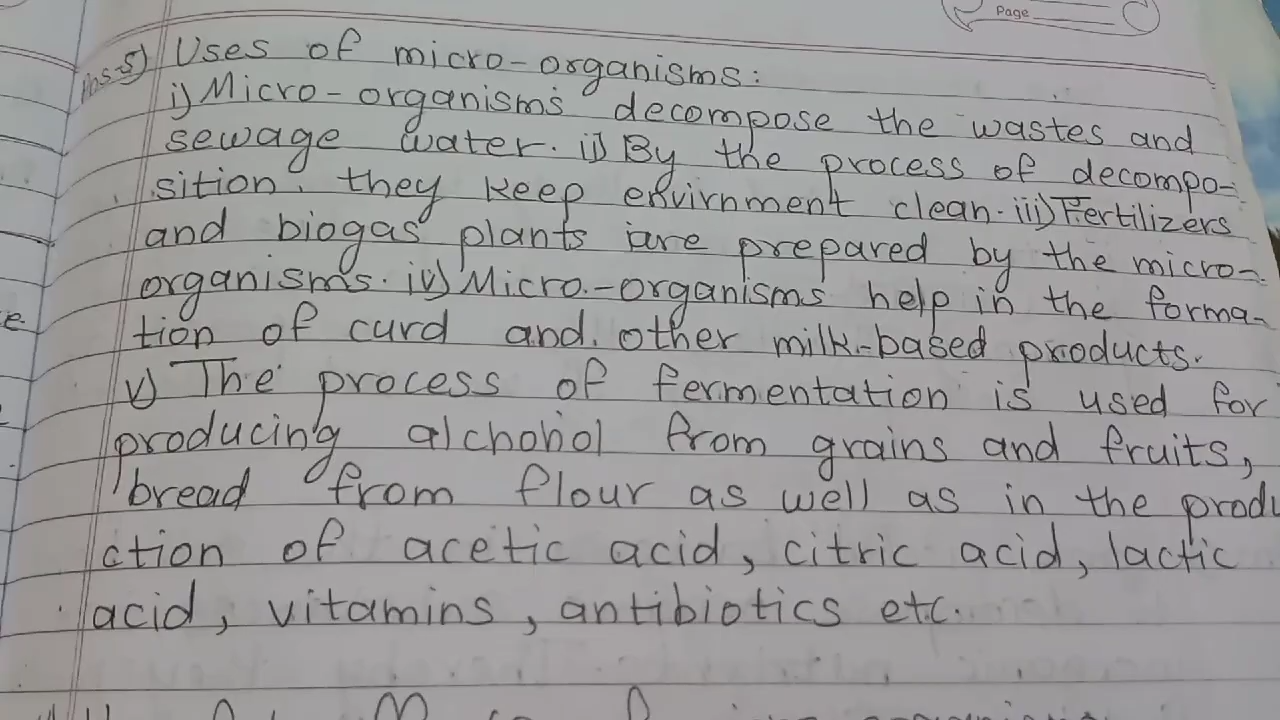 Page
Ans-5) Uses of micro-organisms:
i) Micro-organisms decompose the wastes and
sewage water. ii) By the process of decompo-
sition, they keep envirnment clean. iii) Fertilizers
and biogas plants are prepared by the micro-
organisms. iv) Micro-organisms help in the forma-
tion of curd and other milk-based products.
v) The process of fermentation is used for
producing alchohol from grains and fruits,
bread from flour as well as in the produ
ction of acetic acid, citric acid, lactic
acid, vitamins, antibiotics etc.